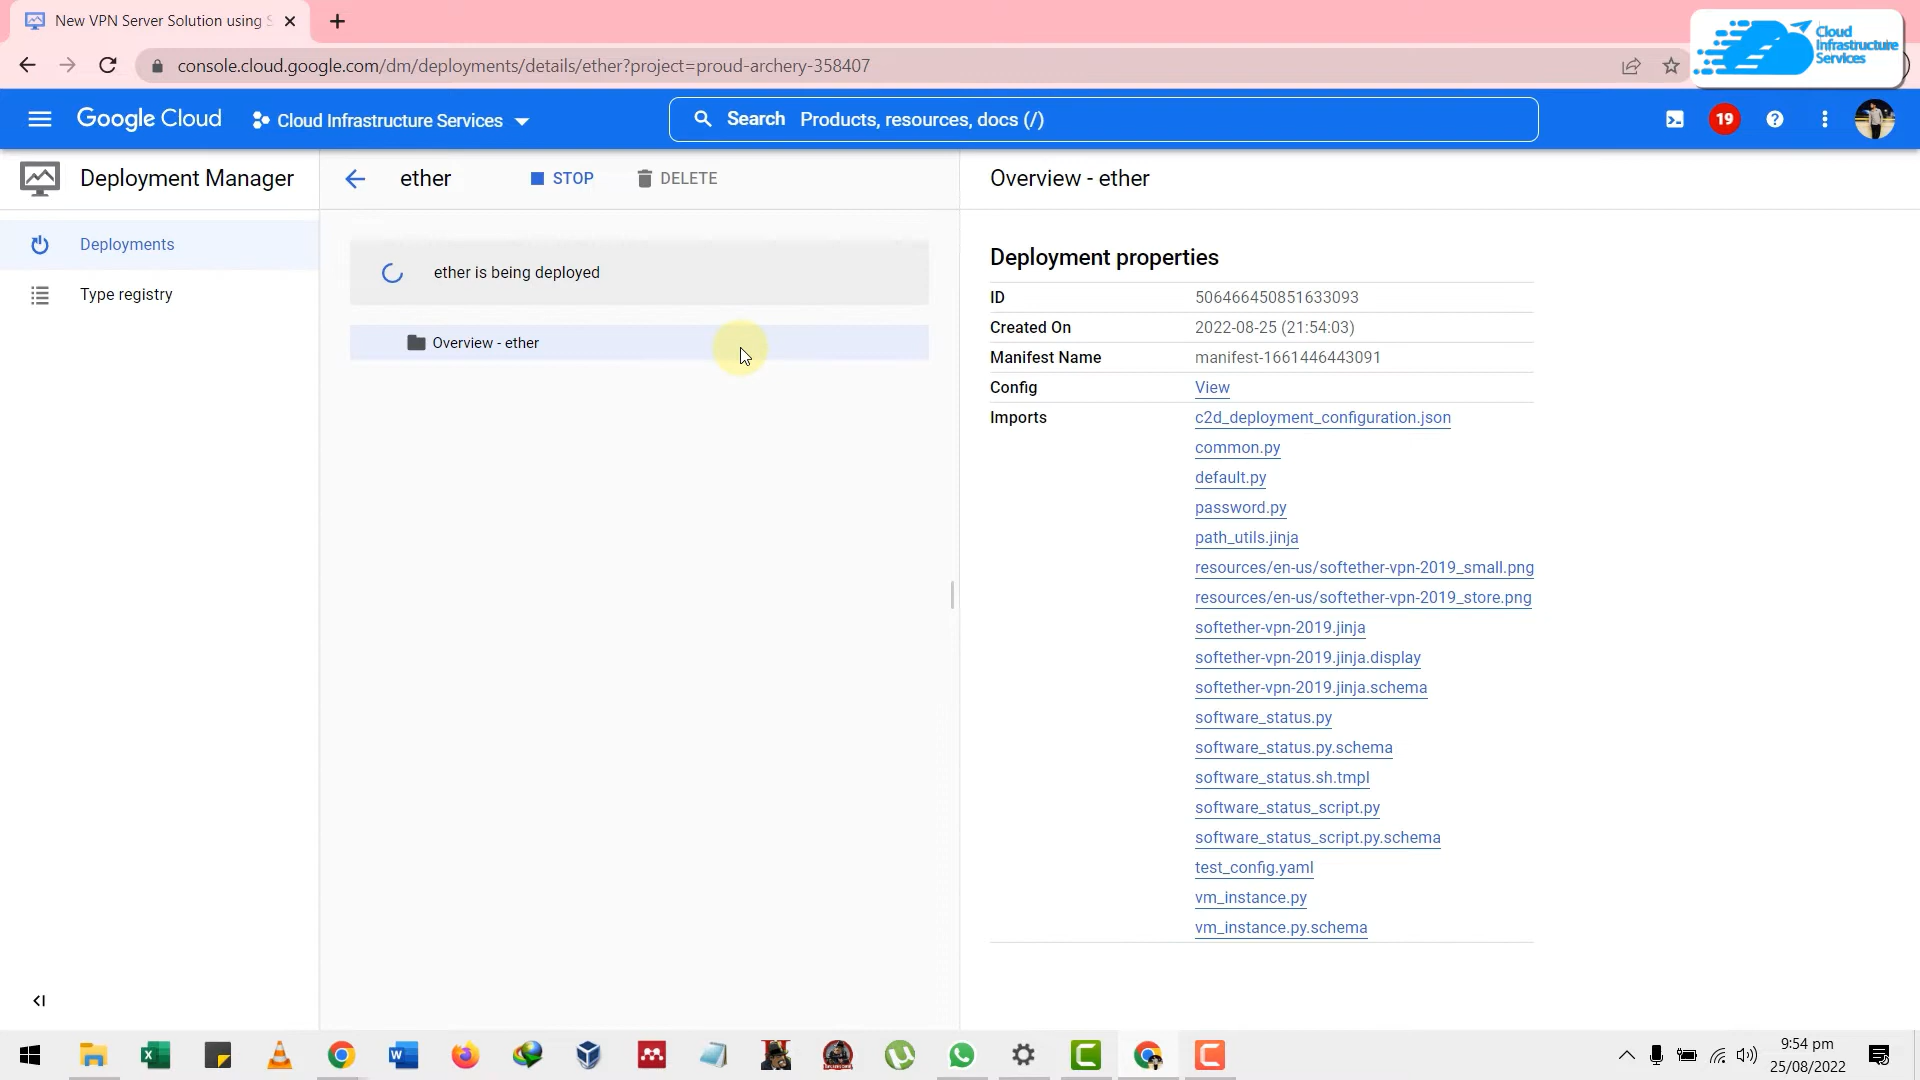 New VPN Server Solution using S
Cloud
Infrastructure
Services
console.cloud.google.com/dm/deployments/details/ether?project=proud-archery-358407
Google Cloud
Cloud Infrastructure Services
Search Products, resources, docs (/)
19
Deployment Manager
ether
STOP
DELETE
Overview - ether
Deployments
Type registry
ether is being deployed
Overview - ether
Deployment properties
ID 506466450851633093
Created On 2022-08-25 (21:54:03)
Manifest Name manifest-1661446443091
Config View
Imports c2d_deployment_configuration.json
common.py
default.py
password.py
path_utils.jinja
resources/en-us/softether-vpn-2019_small.png
resources/en-us/softether-vpn-2019_store.png
softether-vpn-2019.jinja
softether-vpn-2019.jinja.display
softether-vpn-2019.jinja.schema
software_status.py
software_status.py.schema
software_status.sh.tmpl
software_status_script.py
software_status_script.py.schema
test_config.yaml
vm_instance.py
vm_instance.py.schema
9:54 pm
25/08/2022